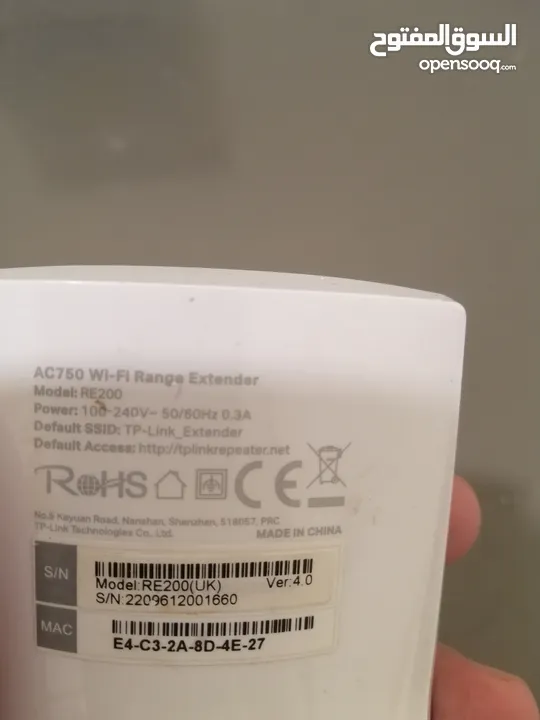 السوق المفتوح
opensooq.com
AC750 Wi-Fi Range Extender
Model: RE200
Power: 100-240V~ 50/60Hz 0.3A
Default SSID: TP-Link_Extender
Default Access: http://tplinkrepeater.net
RoHS CE
No.5 Keyuan Road, Nanshan, Shenzhen, 518057, PRC
TP-Link Technologies Co., Ltd.
MADE IN CHINA
S/N
Model:RE200(UK) Ver:4.0
S/N:2209612001660
MAC
E4-C3-2A-8D-4E-27